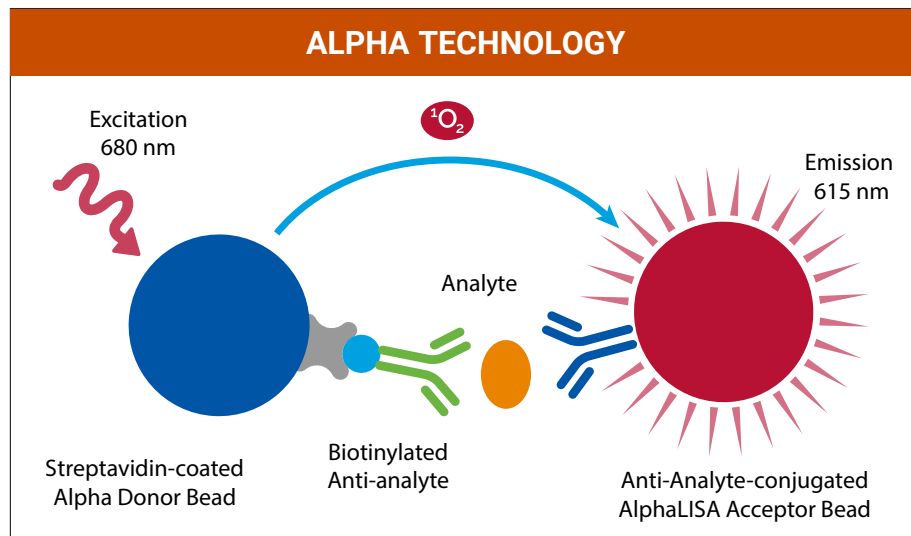 ALPHA TECHNOLOGY
Excitation
680 nm
¹O₂
Emission
615 nm
Analyte
Streptavidin-coated
Alpha Donor Bead
Biotinylated
Anti-analyte
Anti-Analyte-conjugated
AlphaLISA Acceptor Bead